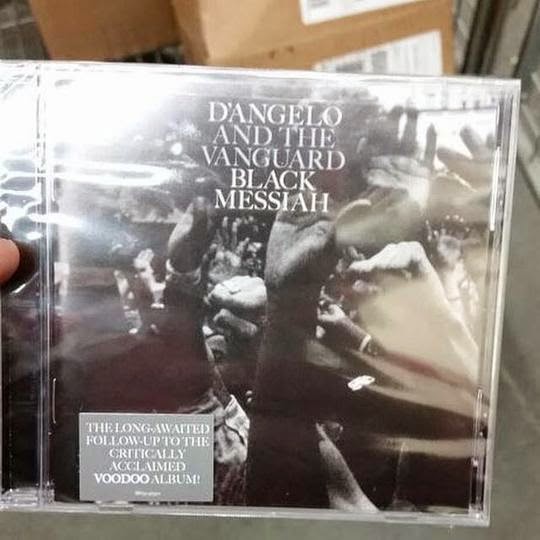 D'ANGELO
AND THE
VANGUARD
BLACK
MESSIAH
THE LONG-AWAITED
FOLLOW-UP TO THE
CRITICALLY
ACCLAIMED
VOODOO ALBUM!